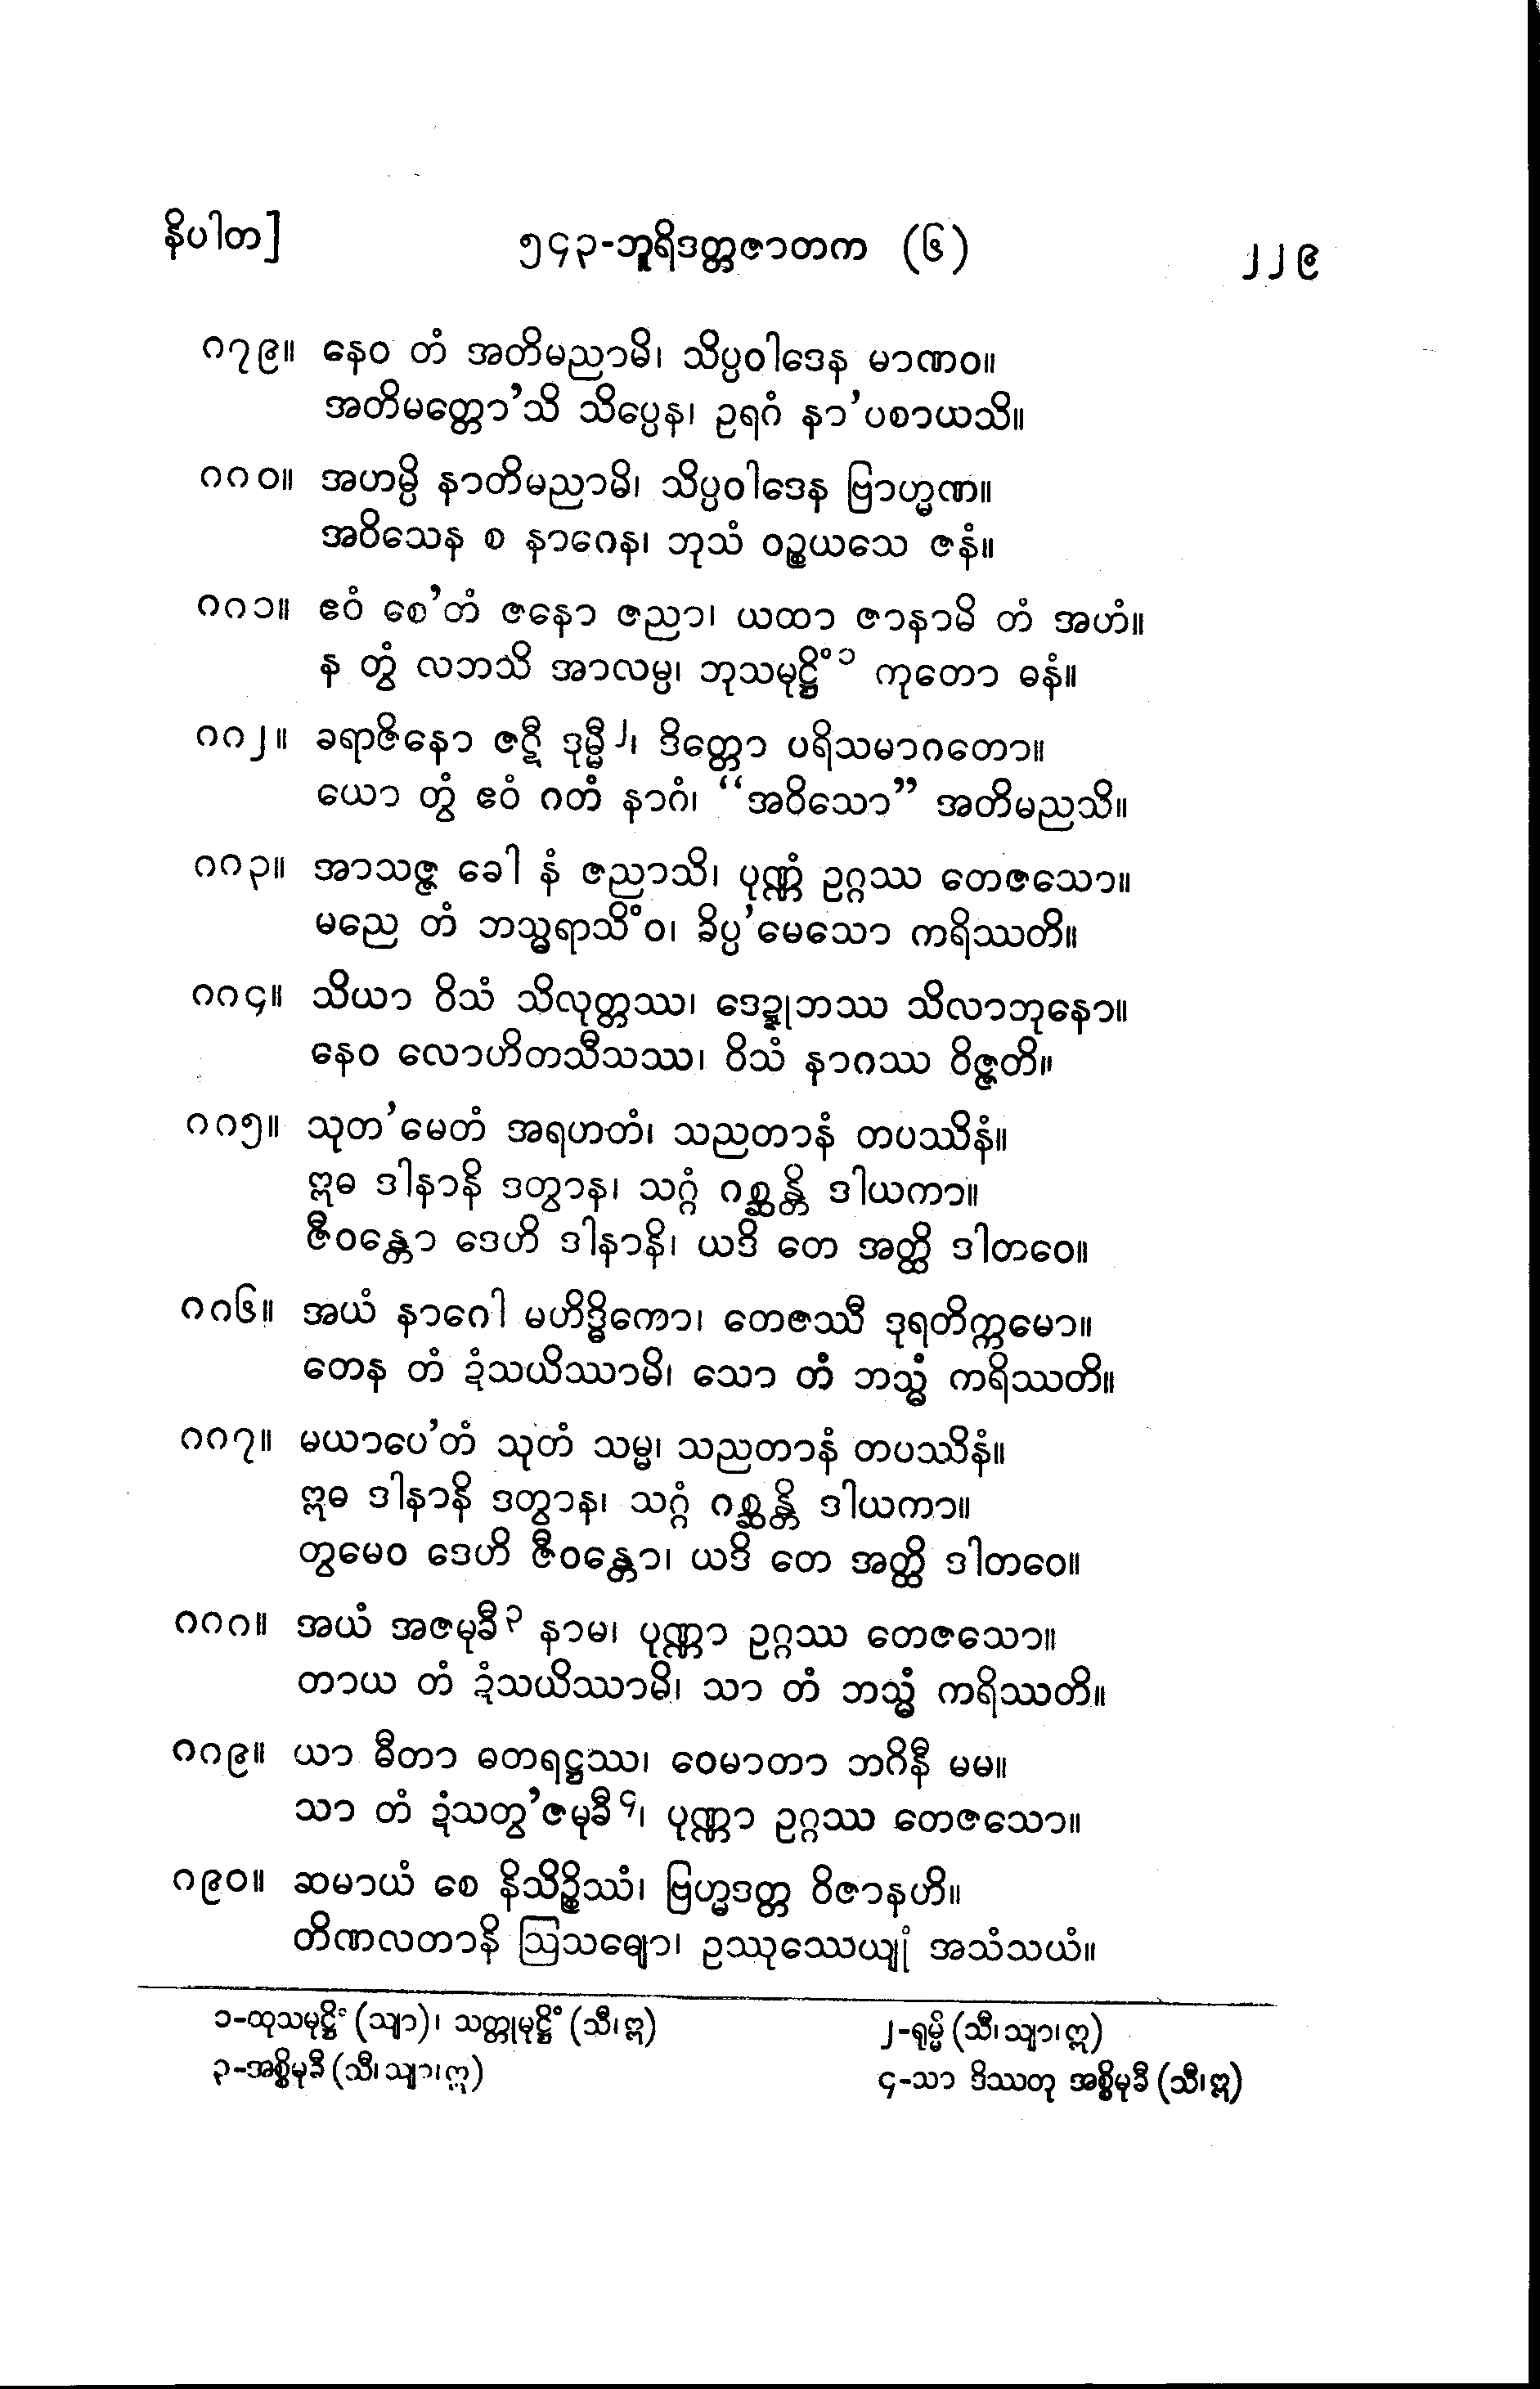 နိပါတ] ၅၄၃-ဘူရိဒတ္တဇာတက (၆) ၂၂၉
၈၇၉။ နေဝ တံ အတိမညာမိ၊ သိပ္ပဝါဒေန မာဏဝ။
အတိမတ္တော’သိ သိပ္ပေန၊ ဥရဂံ နာ’ပစာယသိ။
၈၈၀။ အဟမ္ပိ နာတိမညာမိ၊ သိပ္ပဝါဒေန ဗြာဟ္မဏ။
အဝိသေန စ နာဂေန၊ ဘုသံ ဝဉ္စယသေ ဇနံ။
၈၈၁။ ဧဝံ စေ’တံ ဇနော ဇညာ၊ ယထာ ဇာနာမိ တံ အဟံ။
န တွံ လဘသိ အာလမ္ပ၊ ဘုသမုဋ္ဌိံ၁ ကုတော ဓနံ။
၈၈၂။ ခရာဇိနော ဇဋီ ဒုမ္မီ၂၊ ဒိတ္တော ပရိသမာဂတော။
ယော တွံ ဧဝံ ဂတံ နာဂံ၊ “အဝိသော” အတိမညသိ။
၈၈၃။ အာသဇ္ဇ ခေါ နံ ဇညာသိ၊ ပုဏ္ဏံ ဥဂ္ဂဿ တေဇသော။
မညေ တံ ဘသ္မရာသိံဝ၊ ခိပ္ပ’မေသော ကရိဿတိ။
၈၈၄။ သိယာ ဝိသံ သိလုတ္တဿ၊ ဒေဍ္ဍုဘဿ သိလာဘုနော။
နေဝ လောဟိတသီသဿ၊ ဝိသံ နာဂဿ ဝိဇ္ဇတိ။
၈၈၅။ သုတ’မေတံ အရဟတံ၊ သညတာနံ တပဿိနံ။
ဣဓ ဒါနာနိ ဒတွာန၊ သဂ္ဂံ ဂစ္ဆန္တိ ဒါယကာ။
ဇီဝန္တော ဒေဟိ ဒါနာနိ၊ ယဒိ တေ အတ္ထိ ဒါတဝေ။
၈၈၆။ အယံ နာဂေါ မဟိဒ္ဓိကော၊ တေဇဿီ ဒုရတိက္ကမော။
တေန တံ ဍံသယိဿာမိ၊ သော တံ ဘသ္မံ ကရိဿတိ။
၈၈၇။ မယာပေ’တံ သုတံ သမ္မ၊ သညတာနံ တပဿိနံ။
ဣဓ ဒါနာနိ ဒတွာန၊ သဂ္ဂံ ဂစ္ဆန္တိ ဒါယကာ။
တွမေဝ ဒေဟိ ဇီဝန္တော၊ ယဒိ တေ အတ္ထိ ဒါတဝေ။
၈၈၈။ အယံ အဇမုခီ၃ နာမ၊ ပုဏ္ဏာ ဥဂ္ဂဿ တေဇသော။
တာယ တံ ဍံသယိဿာမိ၊ သာ တံ ဘသ္မံ ကရိဿတိ။
၈၈၉။ ယာ ဓီတာ ဓတရဋ္ဌဿ၊ ဝေမာတာ ဘဂိနီ မမ။
သာ တံ ဍံသတွ’ဇမုခီ၄၊ ပုဏ္ဏာ ဥဂ္ဂဿ တေဇသော။
၈၉၀။ ဆမာယံ စေ နိသိဉ္စိဿံ၊ ဗြဟ္မဒတ္တ ဝိဇာနဟိ။
တိဏလတာနိ ဩသဓျော၊ ဥဿုဿေယျုံ အသံသယံ။
၁-ထုသမုဋ္ဌိံ (သျာ)၊ သတ္တုမုဋ္ဌိံ (သီ၊ဣ) ၂-ရုမ္မိ (သီ၊သျာ၊ဣ)
၃-အစ္စိမုခီ (သီ၊သျာ၊ဣ) ၄-သာ ဒိဿတု အစ္စိမုခီ (သီ၊ဣ)